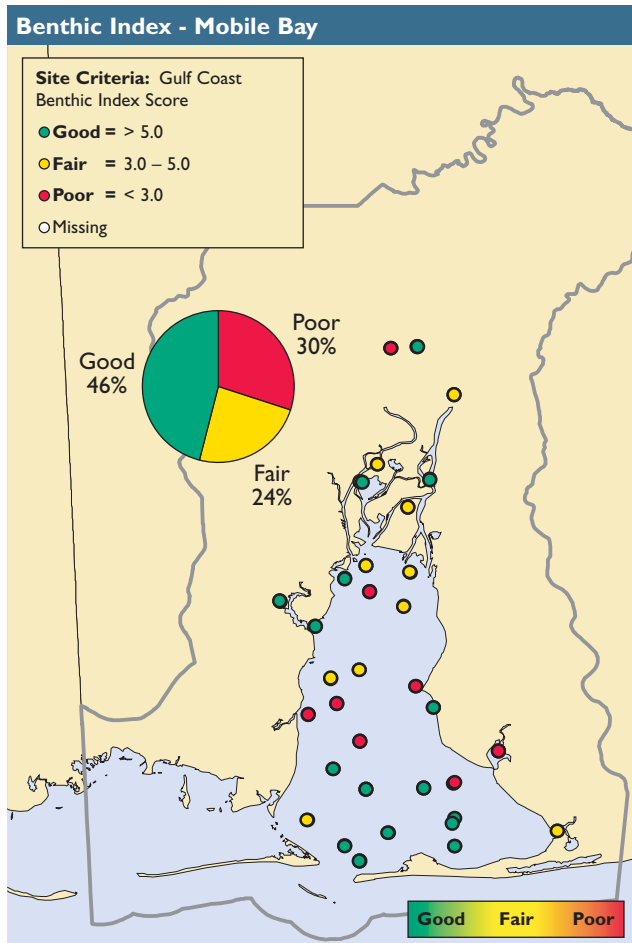 Benthic Index - Mobile Bay
Site Criteria: Gulf Coast
Benthic Index Score
Good = > 5.0
Fair = 3.0 – 5.0
Poor = < 3.0
Missing
Good
46%
Poor
30%
Fair
24%
Good Fair Poor